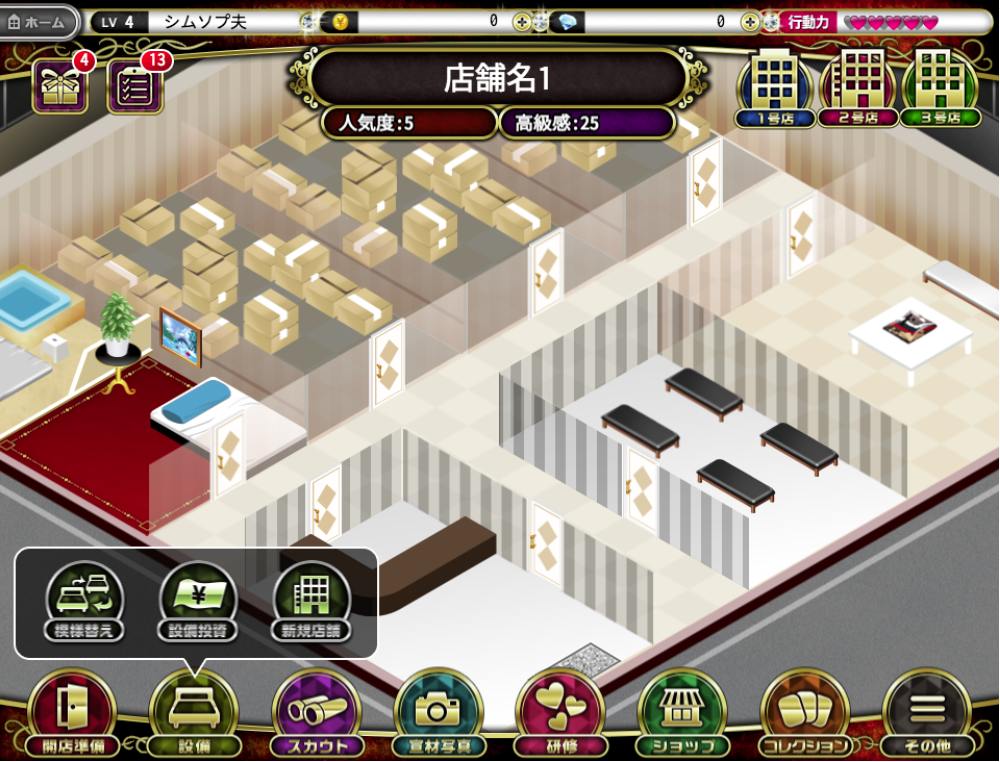 ホーム
LV 4
シムソプ夫
¥
0
0
行動力
4
13
店舗名1
人気度:5
高級感:25
1号店
2号店
3号店
模様替え
¥
設備投資
新規店舗
開店準備
設備
スカウト
宣材写真
研修
ショップ
コレクション
その他